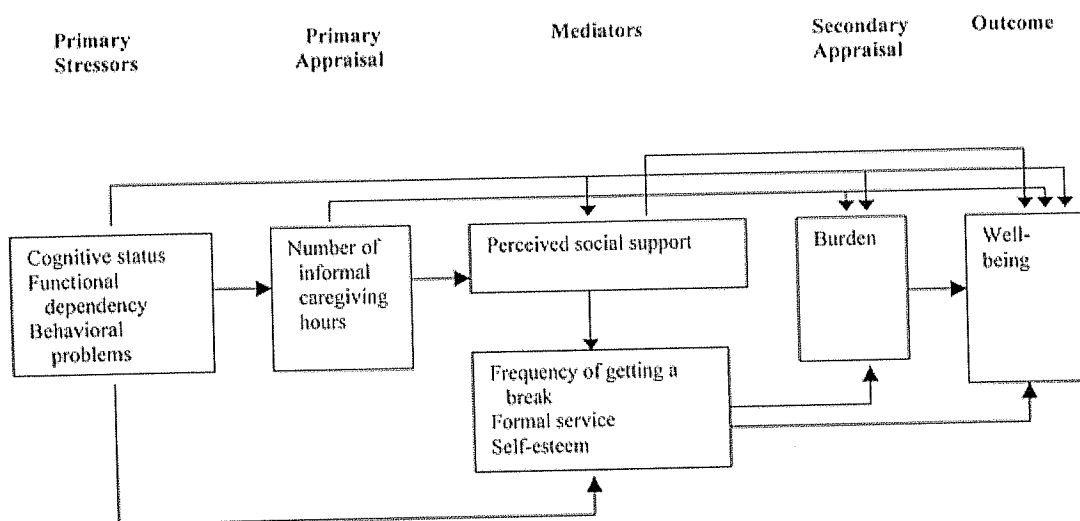 Primary
Stressors
Primary
Appraisal
Mediators
Secondary
Appraisal
Outcome
Cognitive status
Functional
dependency
Behavioral
problems
Number of
informal
caregiving
hours
Perceived social support
Frequency of getting a
break
Formal service
Self-esteem
Burden
Well-
being